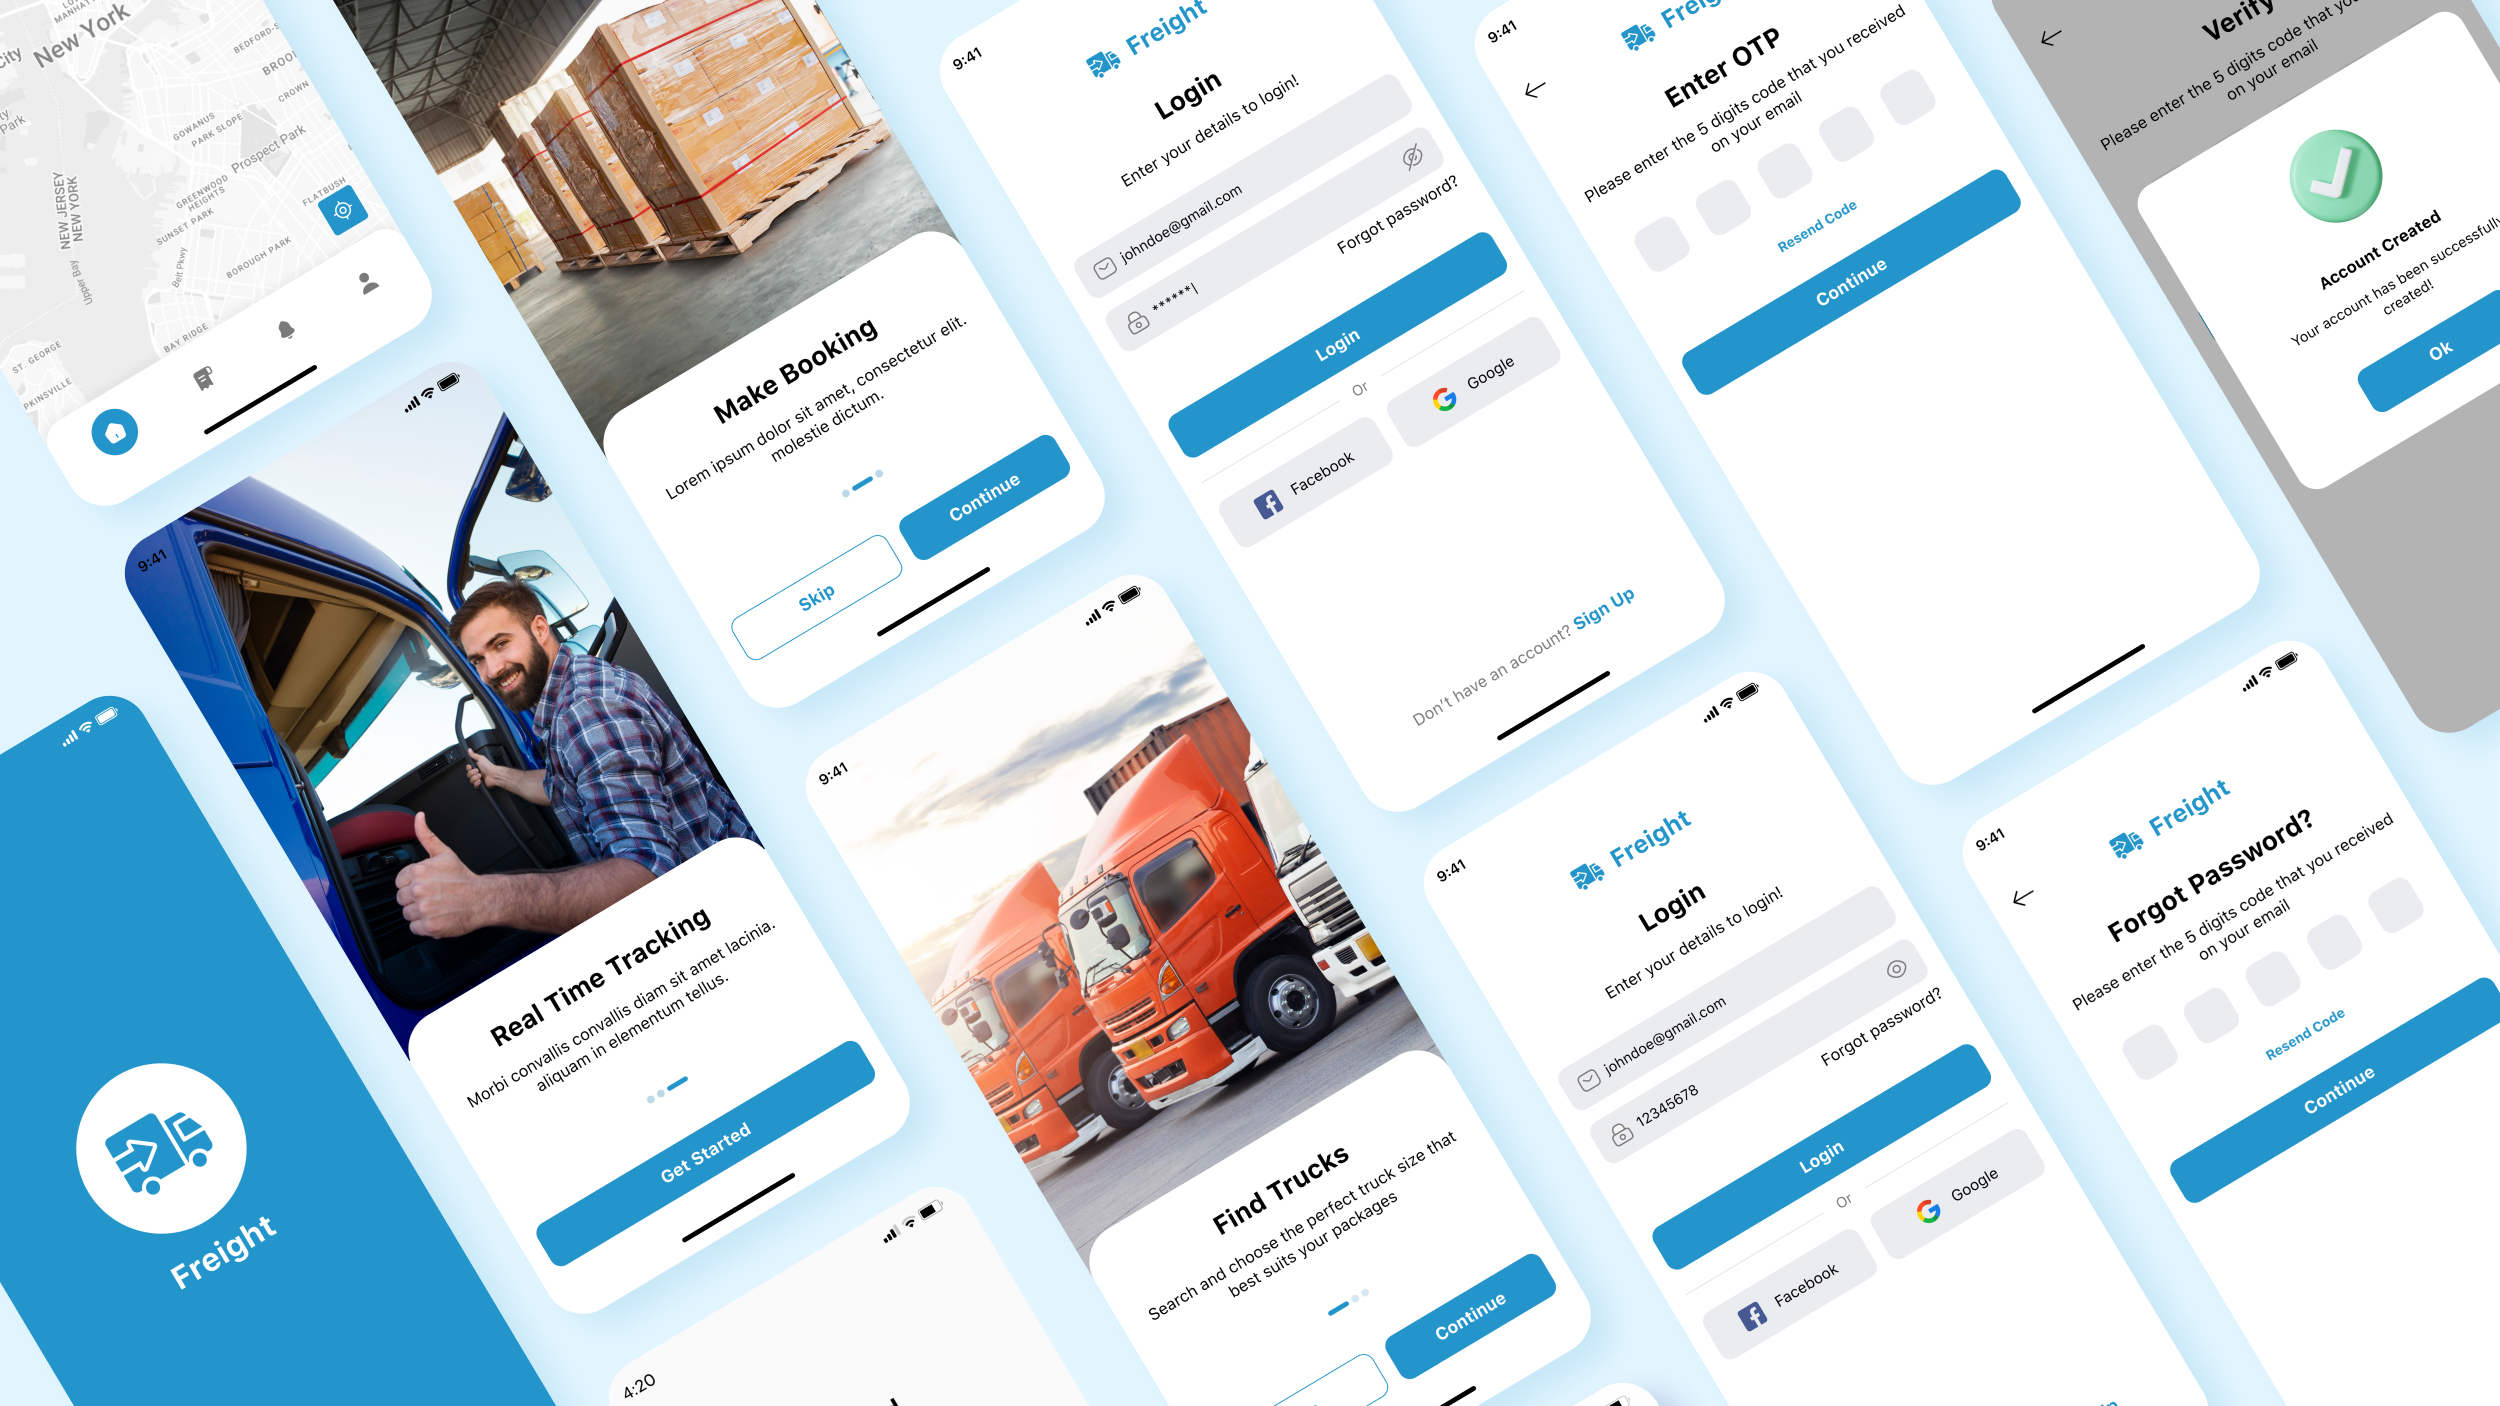 New York
City
BEDFORD-S
CROWN
GOWANUS
PARK SLOPE
Prospect Park
Park
GREENWOOD
HEIGHTS
SUNSET PARK
FLATBUSH
NEW JERSEY
NEW YORK
Upper Bay
Belt Pkwy
BOROUGH PARK
BAY RIDGE
ST. GEORGE
Make Booking
Lorem ipsum dolor sit amet, consectetur elit.
molestie dictum.
Continue
Skip
9:41
Freight
Login
Enter your details to login!
johndoe@gmail.com
******|
Forgot password?
Login
Or
Facebook
Google
Don't have an account? Sign Up
9:41
Freight
Enter OTP
Please enter the 5 digits code that you received
on your email
Resend Code
Continue
Verify
Please enter the 5 digits code that you
on your email
Account Created
Your account has been successfully
created!
Ok
9:41
Real Time Tracking
Morbi convallis convallis diam sit amet lacinia.
aliquam in elementum tellus.
Get Started
Freight
9:41
Find Trucks
Search and choose the perfect truck size that
best suits your packages
Continue
9:41
Freight
Login
Enter your details to login!
johndoe@gmail.com
12345678
Forgot password?
Login
Or
Facebook
Google
9:41
Freight
Forgot Password?
Please enter the 5 digits code that you received
on your email
Resend Code
Continue
4:20